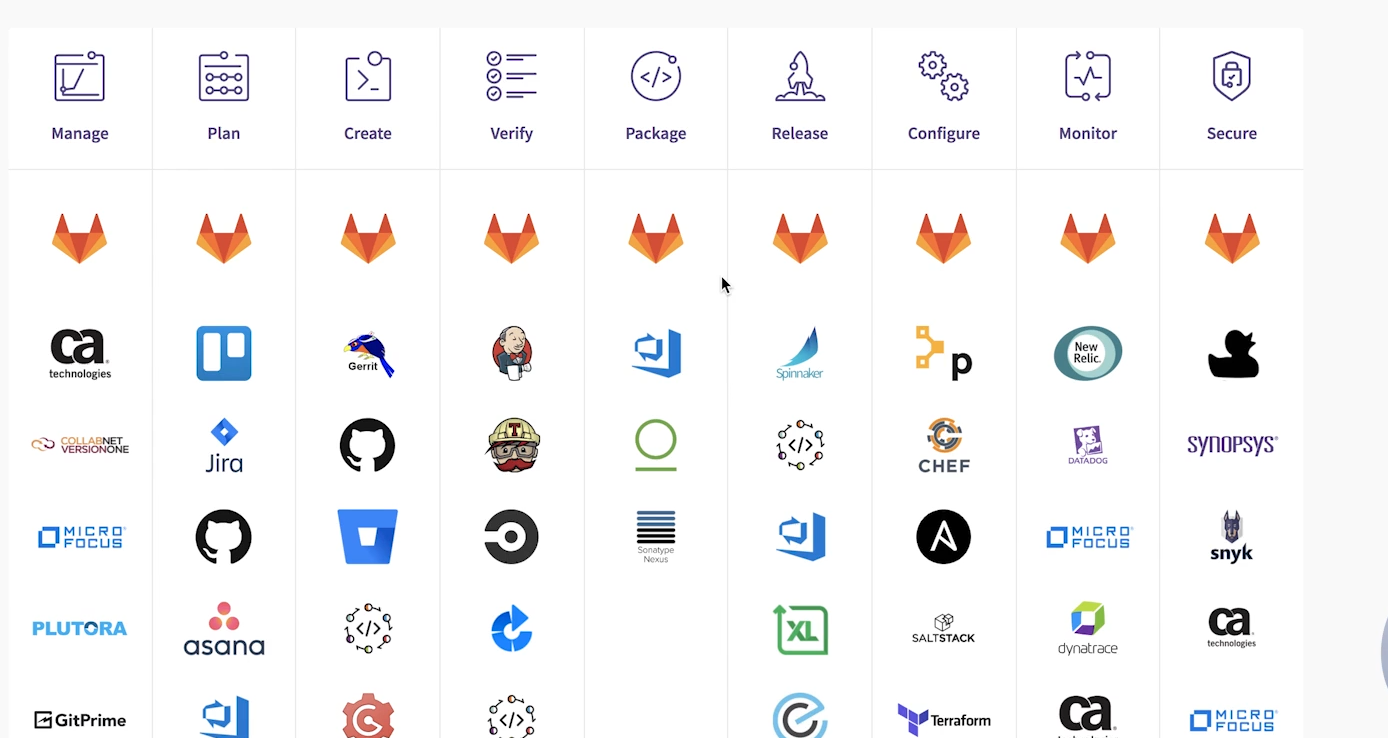 Manage Plan Create Verify Package Release Configure Monitor Secure
ca
technologies
Gerrit
Spinnaker
p
New
Relic.
COLLABNET
VERSIONONE
Jira
T
CHEF
DATADOG
SYNOPSYS®
MICRO
FOCUS
Sonatype
Nexus
MICRO
FOCUS
snyk
PLUTORA
asana
XL
SALTSTACK
dynatrace
ca
technologies
GitPrime
Terraform
ca
MICRO
FOCUS